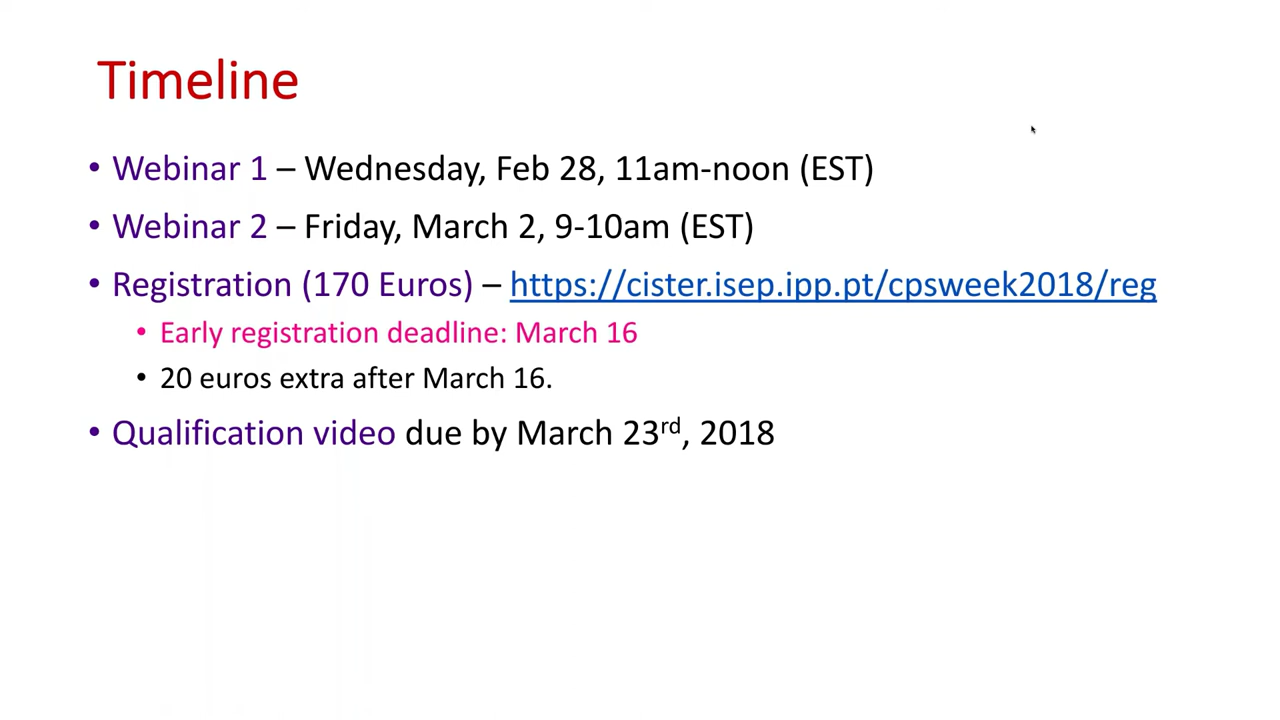 Timeline
• Webinar 1 – Wednesday, Feb 28, 11am-noon (EST)
• Webinar 2 – Friday, March 2, 9-10am (EST)
• Registration (170 Euros) – https://cister.isep.ipp.pt/cpsweek2018/reg
• Early registration deadline: March 16
• 20 euros extra after March 16.
• Qualification video due by March 23rd, 2018